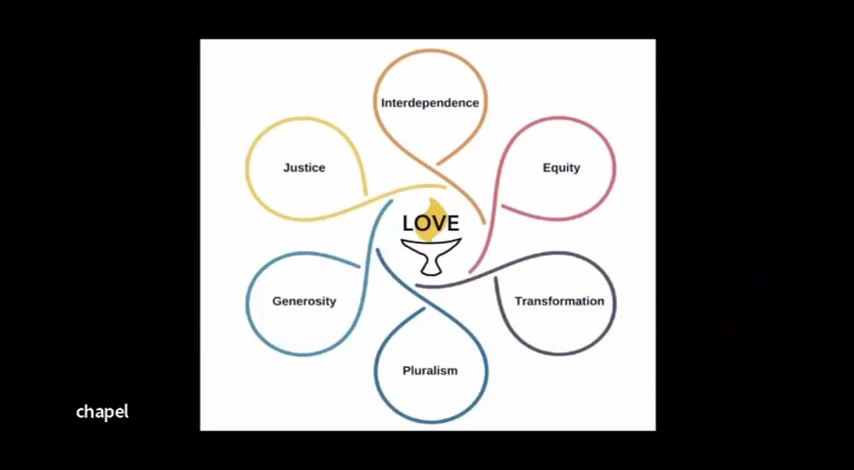 Interdependence
Justice
Equity
LOVE
Generosity
Transformation
Pluralism
chapel